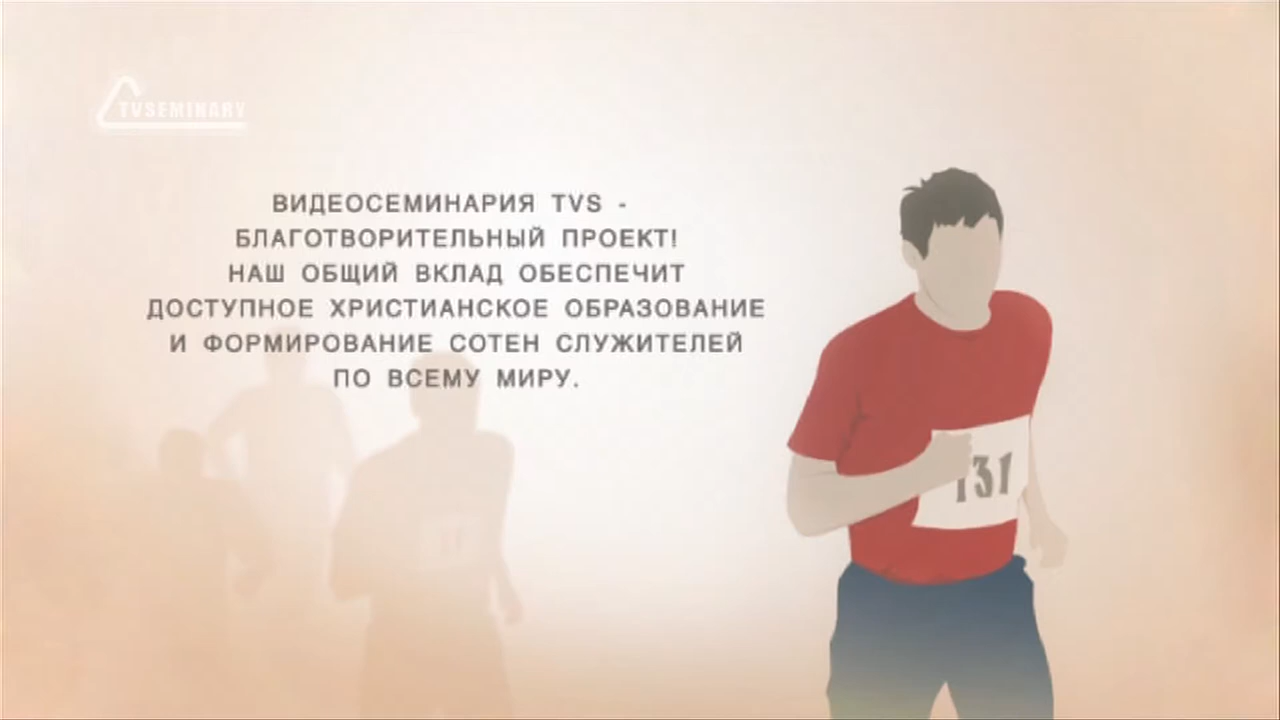 TVSEMINARY
ВИДЕОСЕМИНАРИЯ TVS -
БЛАГОТВОРИТЕЛЬНЫЙ ПРОЕКТ!
НАШ ОБЩИЙ ВКЛАД ОБЕСПЕЧИТ
ДОСТУПНОЕ ХРИСТИАНСКОЕ ОБРАЗОВАНИЕ
И ФОРМИРОВАНИЕ СОТЕН СЛУЖИТЕЛЕЙ
ПО ВСЕМУ МИРУ.
131